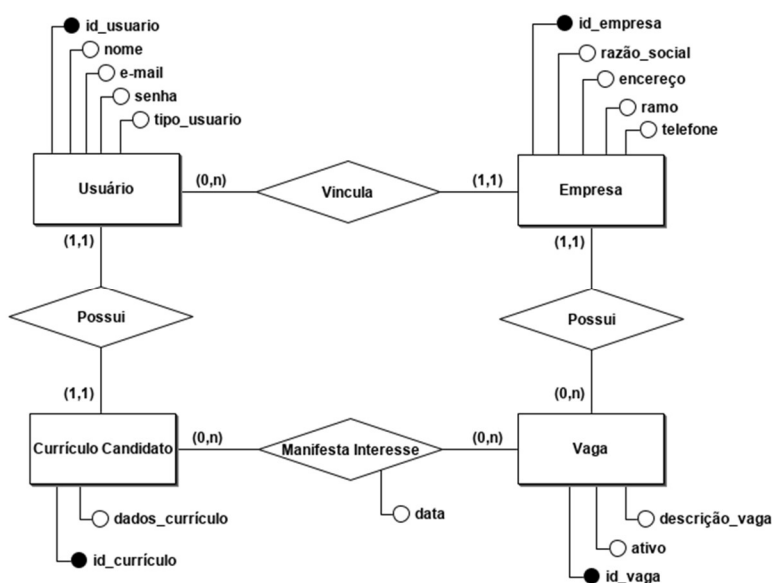 id_usuario
nome
e-mail
senha
tipo_usuario
id_empresa
razão_social
encereço
ramo
telefone
Usuário
(0,n)
Vincula
(1,1)
Empresa
(1,1)
(1,1)
Possui
Possui
(1,1)
(0,n)
Currículo Candidato
(0,n)
Manifesta Interesse
(0,n)
Vaga
dados_currículo
id_currículo
data
descrição_vaga
ativo
id_vaga